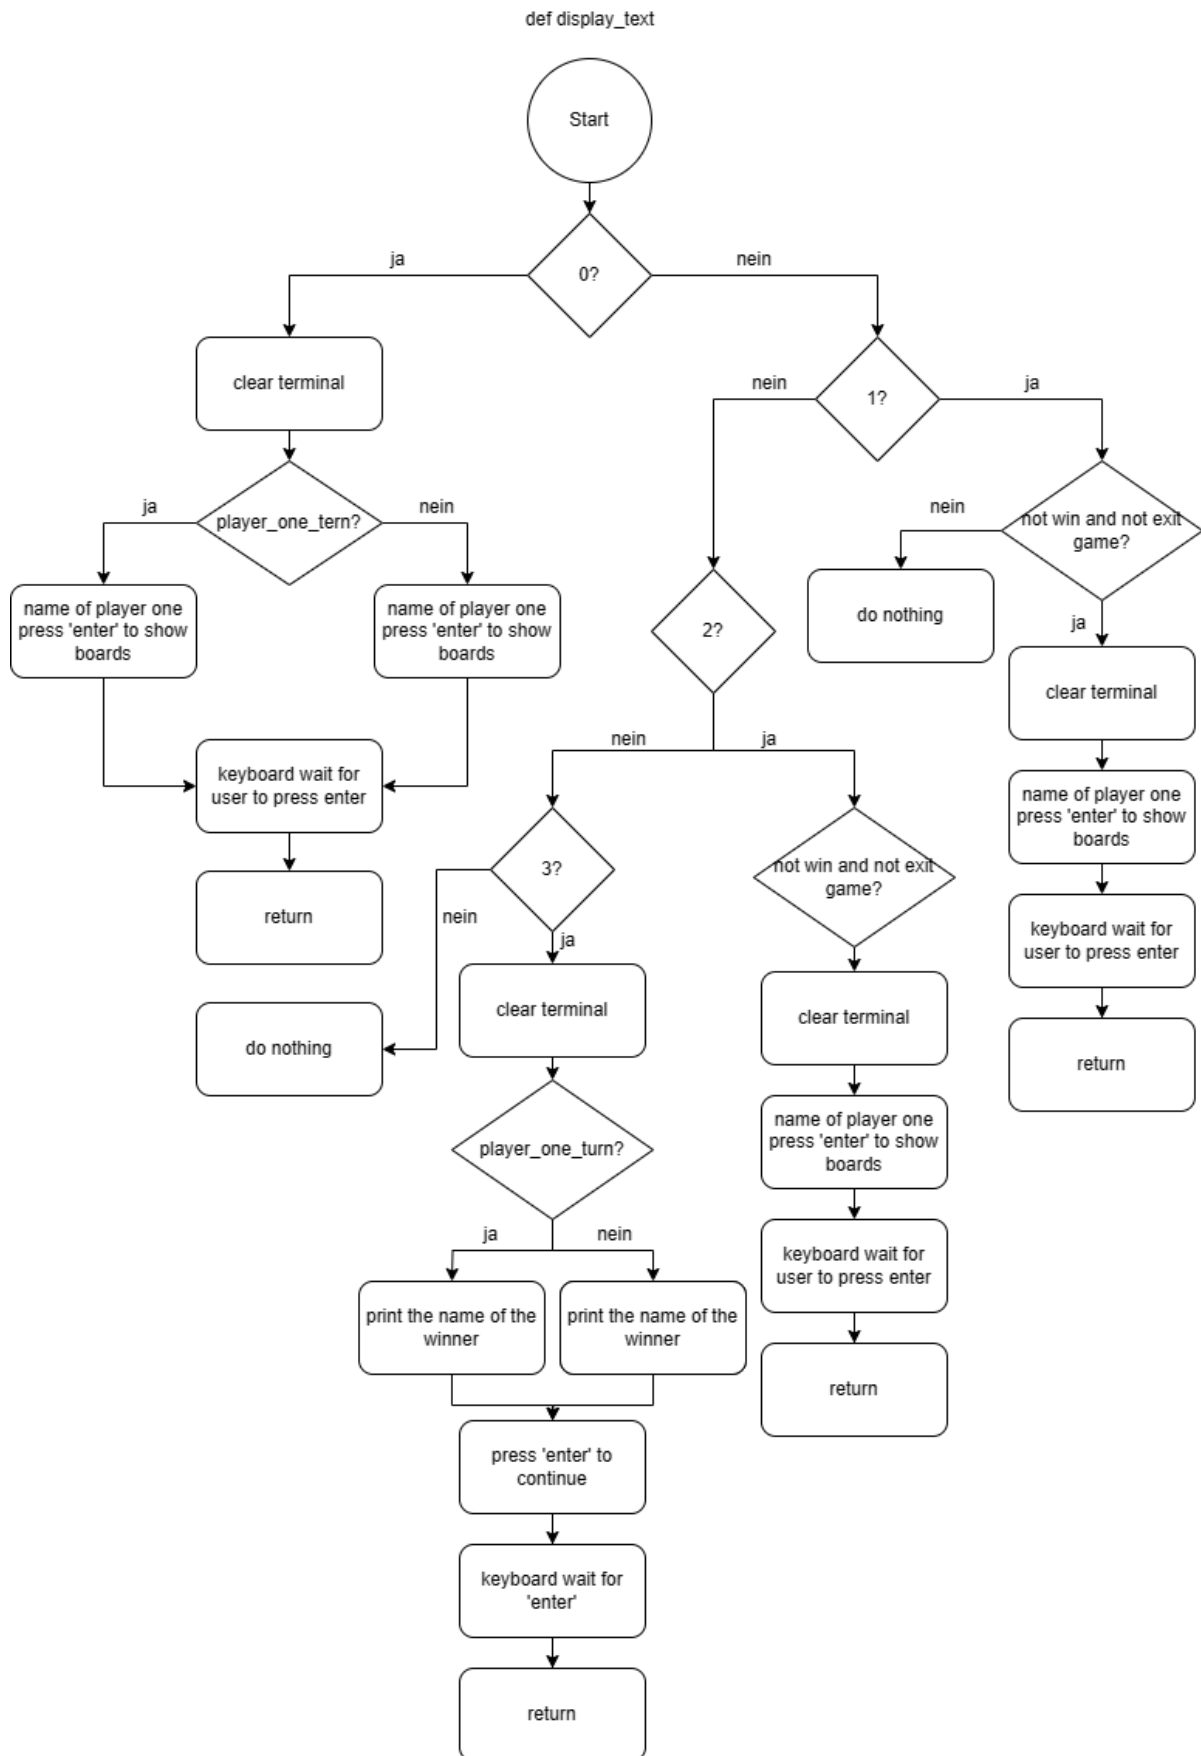 def display_text
Start
0?
ja
nein
clear terminal
1?
nein
ja
player_one_tern?
ja
nein
not win and not exit
game?
nein
ja
name of player one
press 'enter' to show
boards
name of player one
press 'enter' to show
boards
do nothing
2?
clear terminal
nein
ja
keyboard wait for
user to press enter
name of player one
press 'enter' to show
boards
3?
not win and not exit
game?
return
nein
ja
keyboard wait for
user to press enter
clear terminal
clear terminal
do nothing
return
player_one_turn?
name of player one
press 'enter' to show
boards
ja
nein
keyboard wait for
user to press enter
print the name of the
winner
print the name of the
winner
return
press 'enter' to
continue
keyboard wait for
'enter'
return